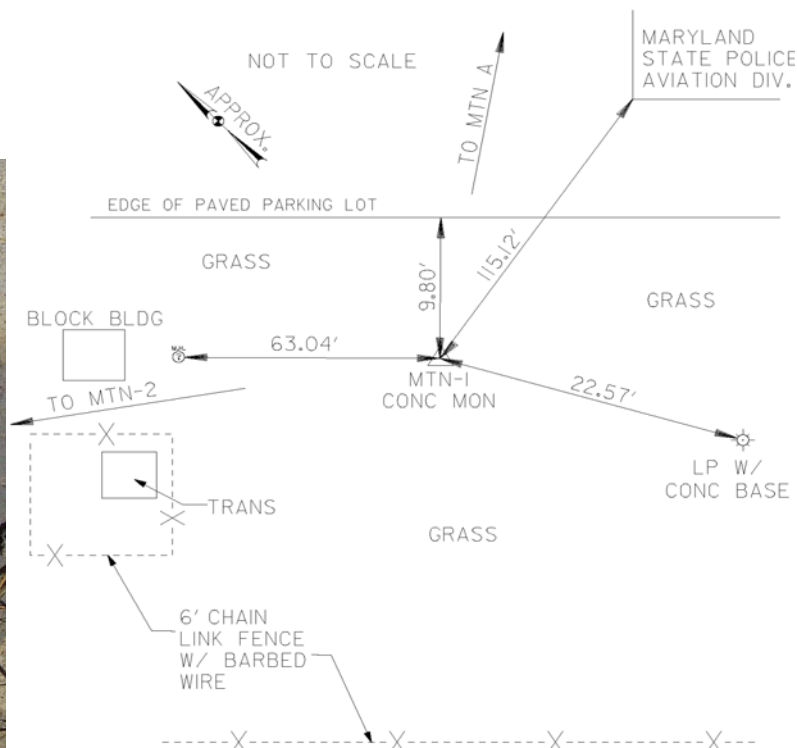 MARYLAND
STATE POLICE
AVIATION DIV.
NOT TO SCALE
APPROX.
TO MTN A
EDGE OF PAVED PARKING LOT
115.12'
GRASS
9.80'
GRASS
BLOCK BLDG
M.H.
63.04'
MTN-1
CONC MON
22.57'
TO MTN-2
LP W/
CONC BASE
TRANS
GRASS
6' CHAIN
LINK FENCE
W/ BARBED
WIRE